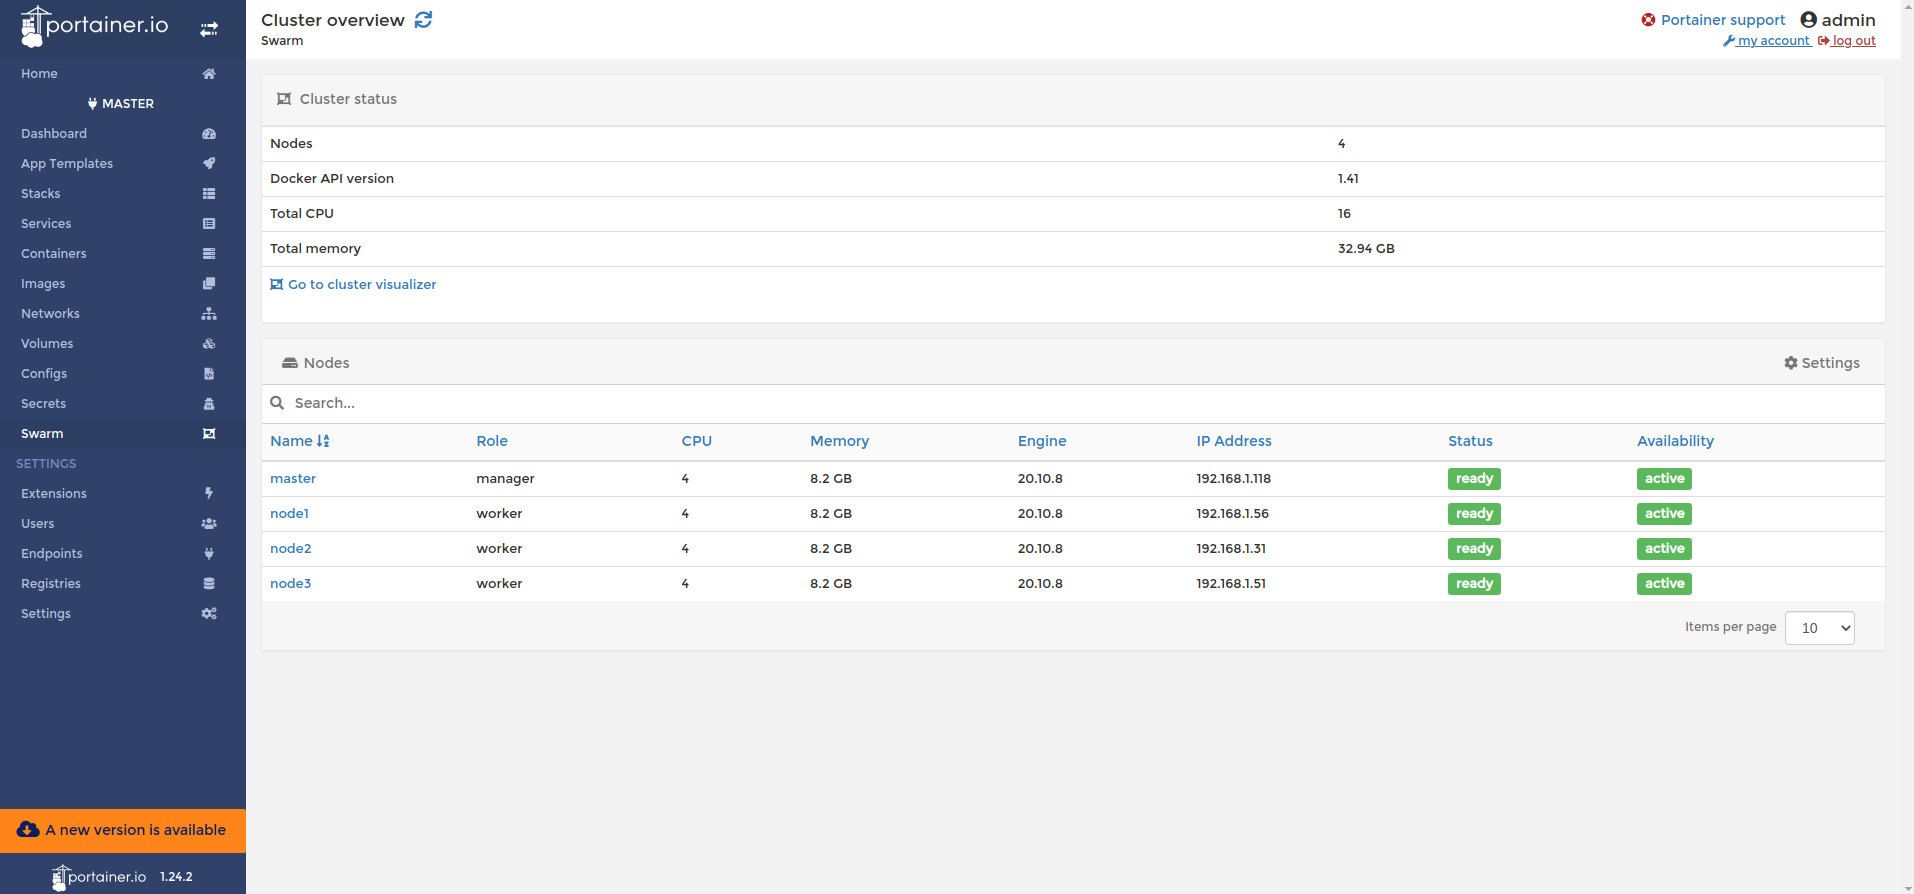 portainer.io
Home
MASTER
Dashboard
App Templates
Stacks
Services
Containers
Images
Networks
Volumes
Configs
Secrets
Swarm
SETTINGS
Extensions
Users
Endpoints
Registries
Settings
A new version is available
portainer.io 1.24.2
Cluster overview
Swarm
Portainer support admin
my account log out
Cluster status
Nodes 4
Docker API version 1.41
Total CPU 16
Total memory 32.94 GB
Go to cluster visualizer
Nodes Settings
Search...
Name Role CPU Memory Engine IP Address Status Availability
master manager 4 8.2 GB 20.10.8 192.168.1.118 ready active
node1 worker 4 8.2 GB 20.10.8 192.168.1.56 ready active
node2 worker 4 8.2 GB 20.10.8 192.168.1.31 ready active
node3 worker 4 8.2 GB 20.10.8 192.168.1.51 ready active
Items per page 10